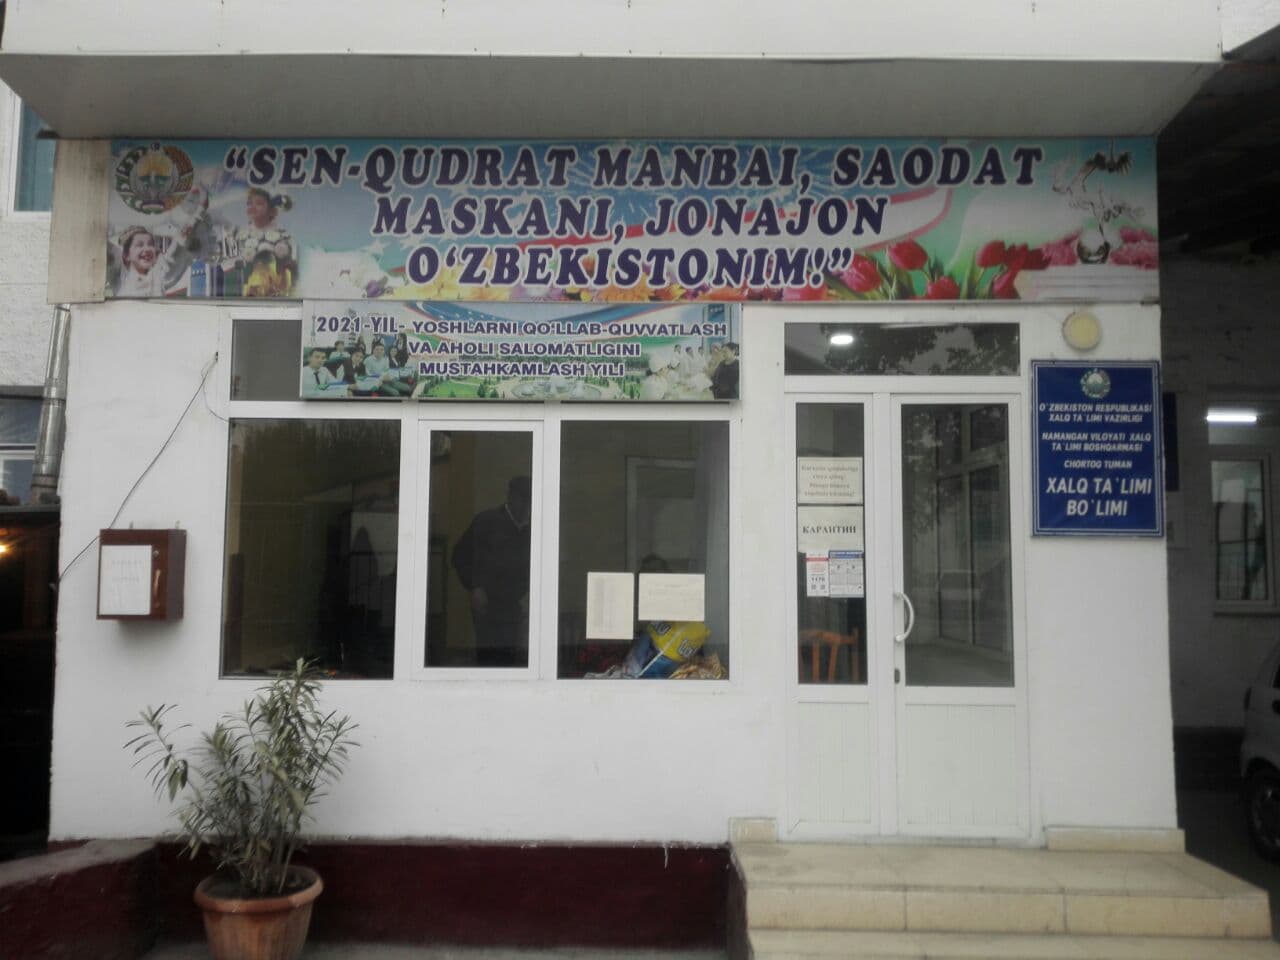 “SEN-QUDRAT MANBAI, SAODAT
MASKANI, JONAJON
O‘ZBEKISTONIM!”
2021-YIL- YOSHLARNI QO‘LLAB-QUVVATLASH
VA AHOLI SALOMATLIGINI
MUSTAHKAMLASH YILI
O`ZBEKISTON RESPUBLIKASI
XALQ TA`LIMI VAZIRLIGI
NAMANGAN VILOYATI XALQ
TA`LIMI BOSHQARMASI
CHORTOQ TUMAN
XALQ TA`LIMI
BO`LIMI
КАРАНТИН